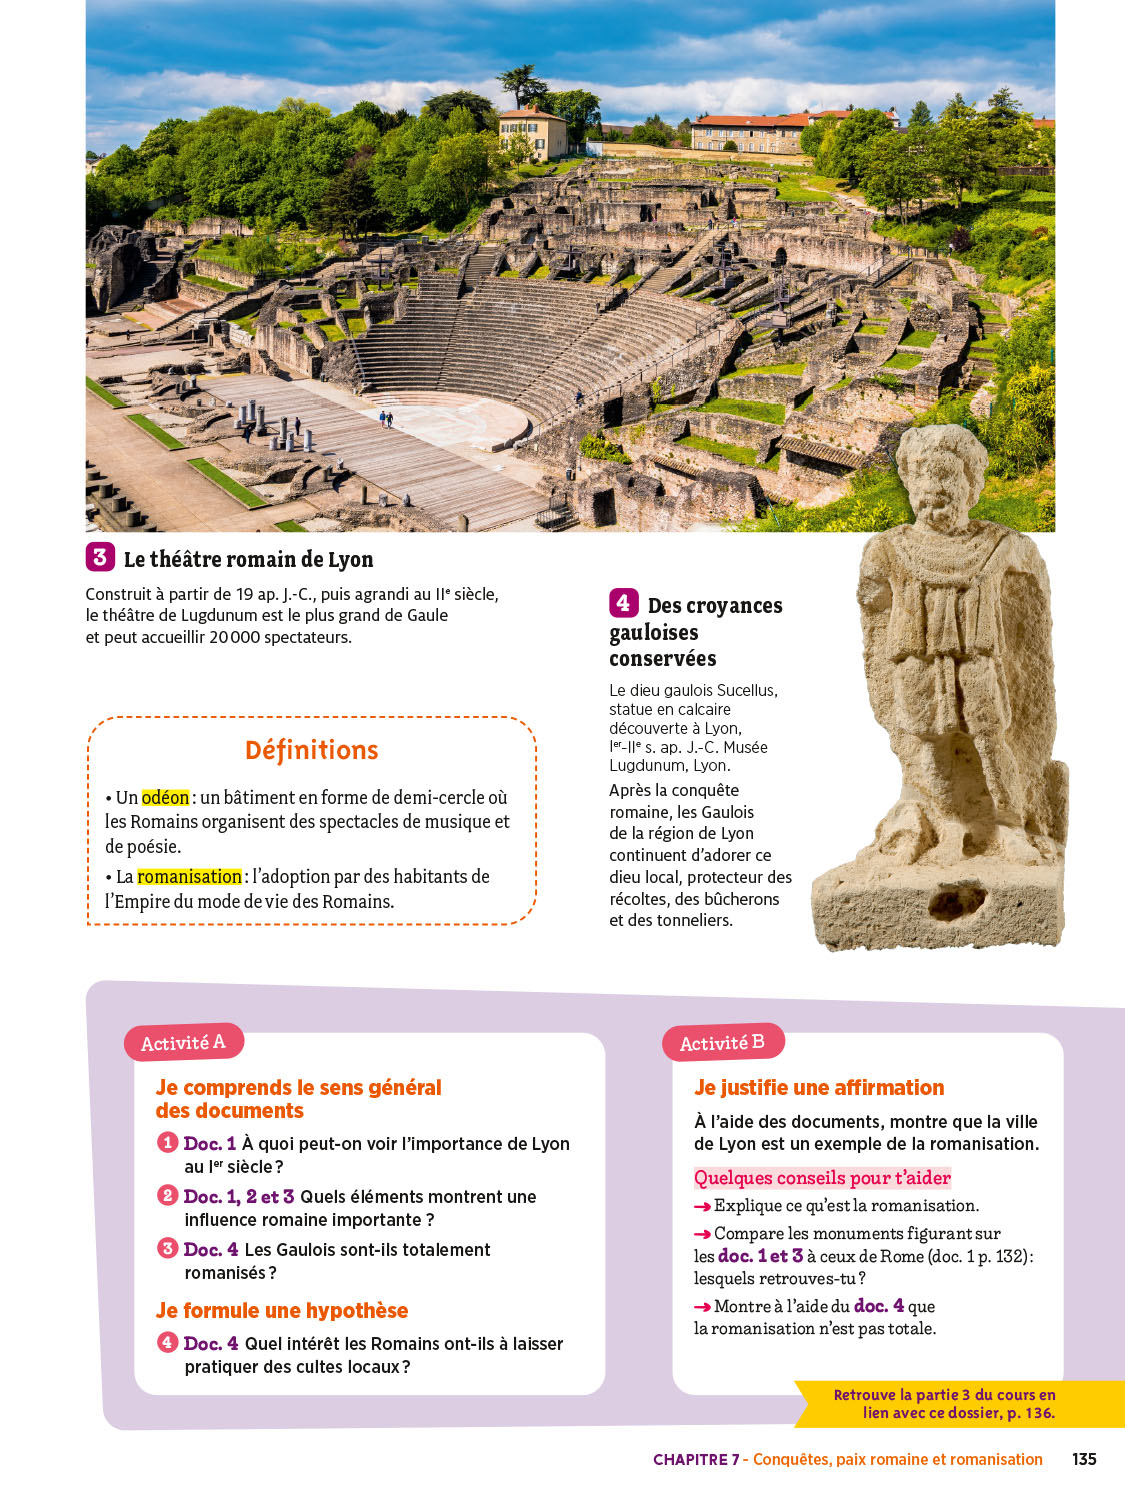 3 Le théâtre romain de Lyon
Construit à partir de 19 ap. J.-C., puis agrandi au IIe siècle,
le théâtre de Lugdunum est le plus grand de Gaule
et peut accueillir 20 000 spectateurs.
4 Des croyances
gauloises
conservées
Le dieu gaulois Sucellus,
statue en calcaire
découverte à Lyon,
Ier-IIe s. ap. J.-C. Musée
Lugdunum, Lyon.
Après la conquête
romaine, les Gaulois
de la région de Lyon
continuent d’adorer ce
dieu local, protecteur des
récoltes, des bûcherons
et des tonneliers.
Définitions
• Un odéon : un bâtiment en forme de demi-cercle où
les Romains organisent des spectacles de musique et
de poésie.
• La romanisation : l’adoption par des habitants de
l’Empire du mode de vie des Romains.
Activité A
Je comprends le sens général
des documents
1 Doc. 1 À quoi peut-on voir l’importance de Lyon
au Ier siècle ?
2 Doc. 1, 2 et 3 Quels éléments montrent une
influence romaine importante ?
3 Doc. 4 Les Gaulois sont-ils totalement
romanisés ?
Je formule une hypothèse
4 Doc. 4 Quel intérêt les Romains ont-ils à laisser
pratiquer des cultes locaux ?
Activité B
Je justifie une affirmation
À l’aide des documents, montre que la ville
de Lyon est un exemple de la romanisation.
Quelques conseils pour t’aider
→ Explique ce qu’est la romanisation.
→ Compare les monuments figurant sur
les doc. 1 et 3 à ceux de Rome (doc. 1 p. 132) :
lesquels retrouves-tu ?
→ Montre à l’aide du doc. 4 que
la romanisation n’est pas totale.
Retrouve la partie 3 du cours en
lien avec ce dossier, p. 136.
CHAPITRE 7 - Conquêtes, paix romaine et romanisation 135